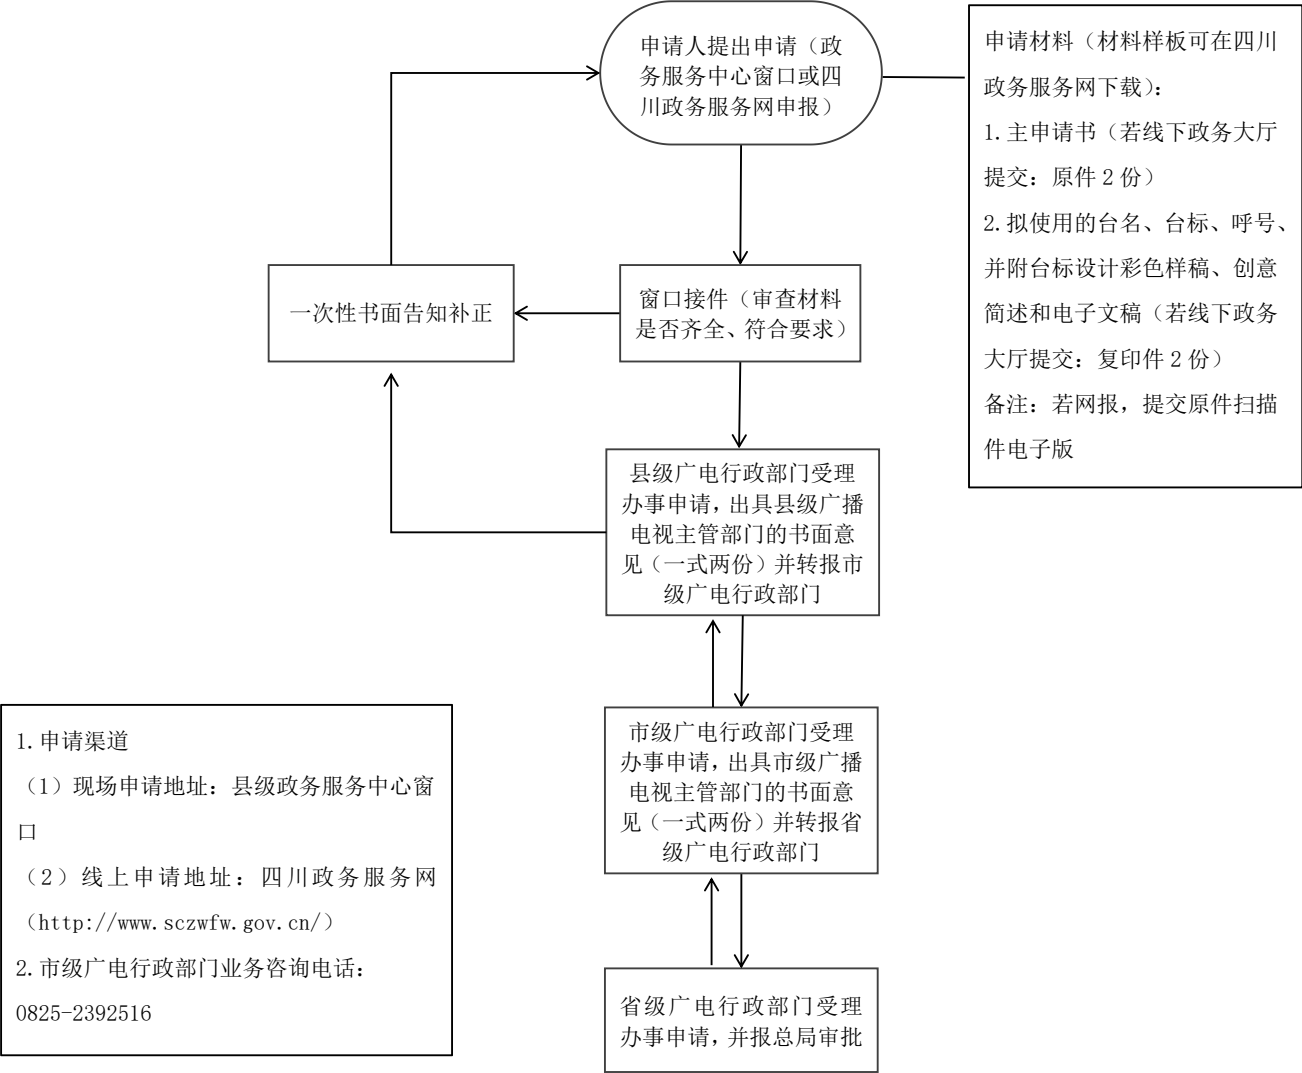 申请人提出申请（政
务服务中心窗口或四
川政务服务网申报）
申请材料（材料样板可在四川
政务服务网下载）：
1.主申请书（若线下政务大厅
提交：原件 2 份）
2.拟使用的台名、台标、呼号、
并附台标设计彩色样稿、创意
简述和电子文稿（若线下政务
大厅提交：复印件 2 份）
备注：若网报，提交原件扫描
件电子版
一次性书面告知补正
窗口接件（审查材料
是否齐全、符合要求）
县级广电行政部门受理
办事申请，出具县级广播
电视主管部门的书面意
见（一式两份）并转报市
级广电行政部门
市级广电行政部门受理
办事申请，出具市级广播
电视主管部门的书面意
见（一式两份）并转报省
级广电行政部门
1.申请渠道
（1）现场申请地址：县级政务服务中心窗
口
（2）线上申请地址：四川政务服务网
（http://www.sczwfw.gov.cn/）
2.市级广电行政部门业务咨询电话：
0825-2392516
省级广电行政部门受理
办事申请，并报总局审批